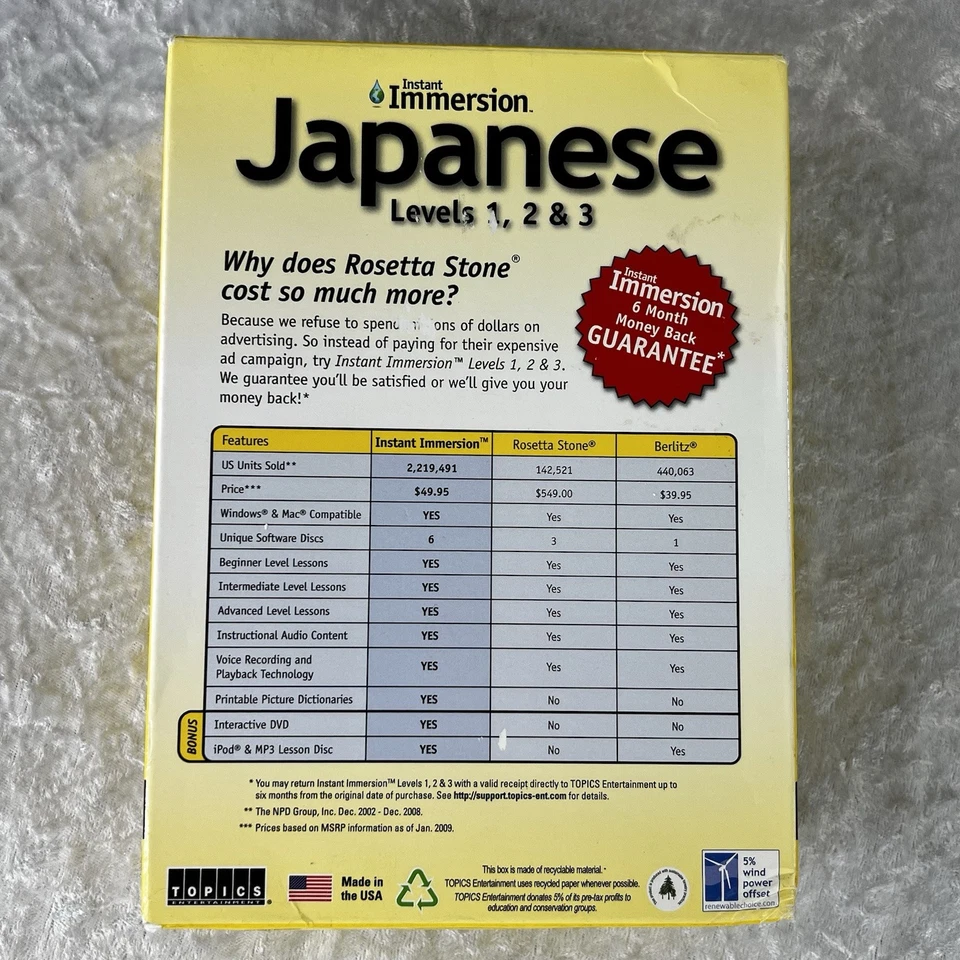 Instant
Immersion™
Japanese
Levels 1, 2 & 3
Why does Rosetta Stone®
cost so much more?
Because we refuse to spend ons of dollars on
advertising. So instead of paying for their expensive
ad campaign, try Instant Immersion™ Levels 1, 2 & 3.
We guarantee you'll be satisfied or we'll give you your
money back!*
Instant
Immersion
6 Month
Money Back
GUARANTEE*
Features Instant Immersion™ Rosetta Stone® Berlitz®
US Units Sold** 2,219,491 142,521 440,063
Price*** $49.95 $549.00 $39.95
Windows® & Mac® Compatible YES Yes Yes
Unique Software Discs 6 3 1
Beginner Level Lessons YES Yes Yes
Intermediate Level Lessons YES Yes Yes
Advanced Level Lessons YES Yes Yes
Instructional Audio Content YES Yes Yes
Voice Recording and
Playback Technology YES Yes Yes
Printable Picture Dictionaries YES No No
BONUS
Interactive DVD YES No No
iPod® & MP3 Lesson Disc YES No Yes
* You may return Instant Immersion™ Levels 1, 2 & 3 with a valid receipt directly to TOPICS Entertainment up to
six months from the original date of purchase. See http://support.topics-ent.com for details.
** The NPD Group, Inc. Dec. 2002 - Dec. 2008.
*** Prices based on MSRP information as of Jan. 2009.
TOPICS
ENTERTAINMENT®
Made in
the USA
This box is made of recyclable material.
TOPICS Entertainment uses recycled paper whenever possible.
TOPICS Entertainment donates 5% of its pre-tax profits to
education and conservation groups.
5%
wind
power
offset
renewablechoice.com